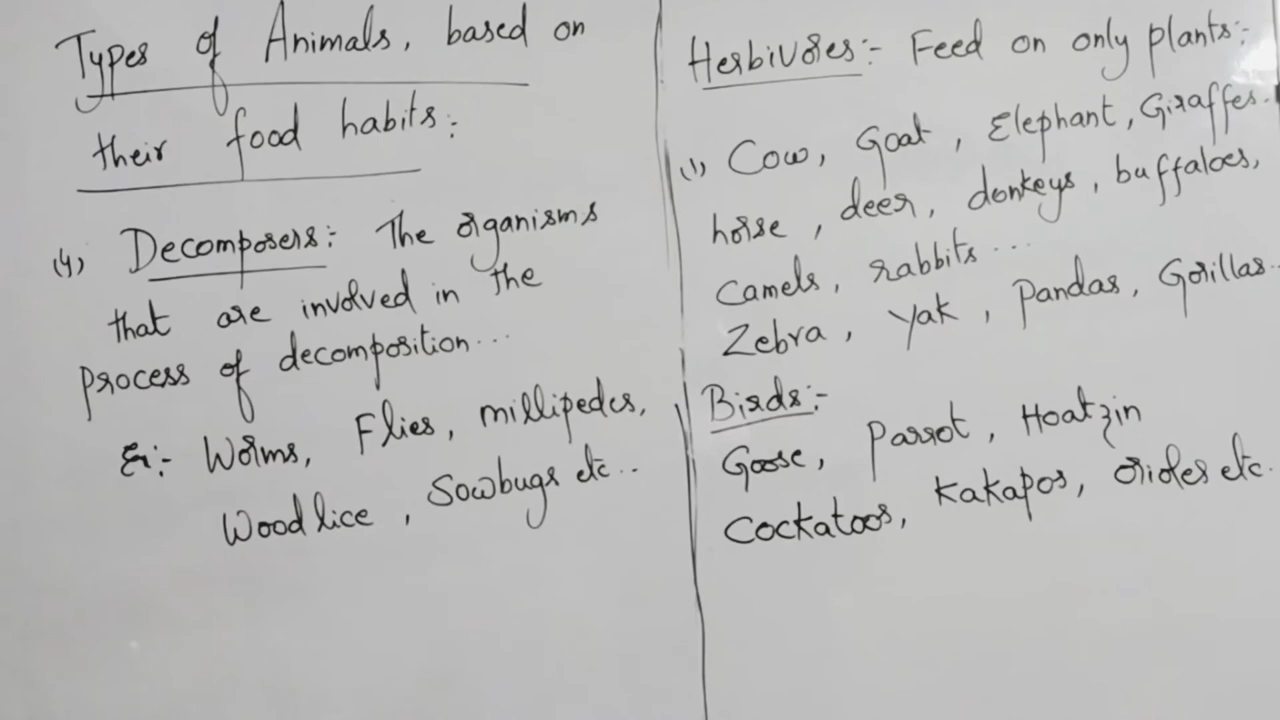 Types of Animals, based on
their food habits:
(4) Decomposers: The organisms
that are involved in the
process of decomposition...
Ex:- Worms, Flies, millipedes,
Wood lice, Sowbugs etc...
Herbivores:- Feed on only plants:-
(1) Cow, Goat, Elephant, Giraffes.
horse, deer, donkeys, buffaloes,
Camels, rabbits...
Zebra, Yak, Pandas, Gorillas..
Birds:-
Goose, Parrot, Hoatzin
Cockatoos, Kakapos, orioles etc.